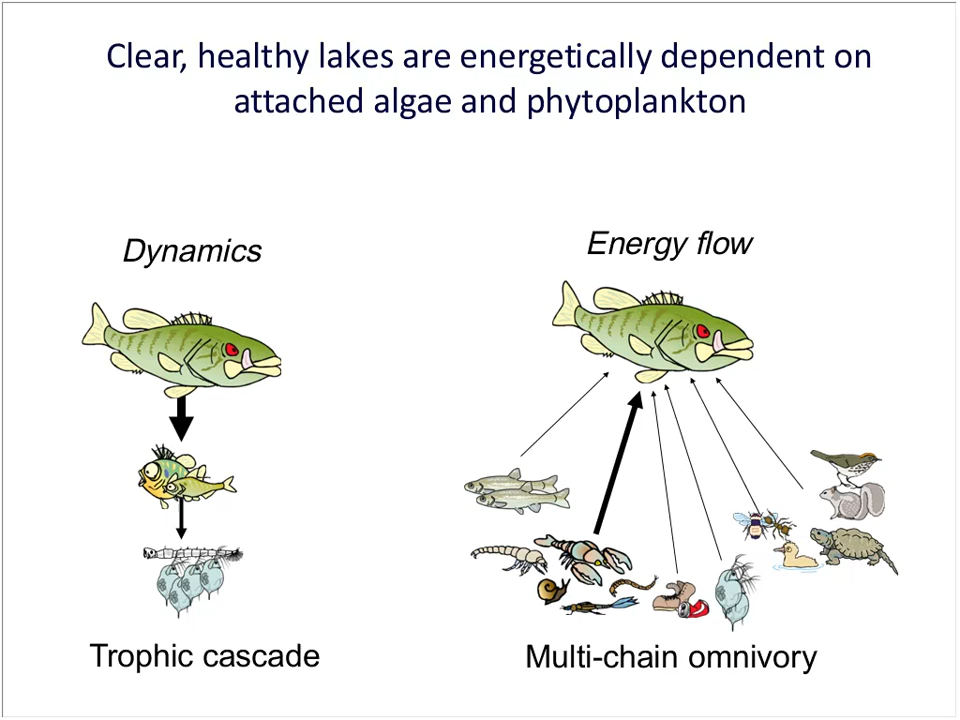 Clear, healthy lakes are energetically dependent on
attached algae and phytoplankton
Dynamics
Energy flow
Trophic cascade
Multi-chain omnivory